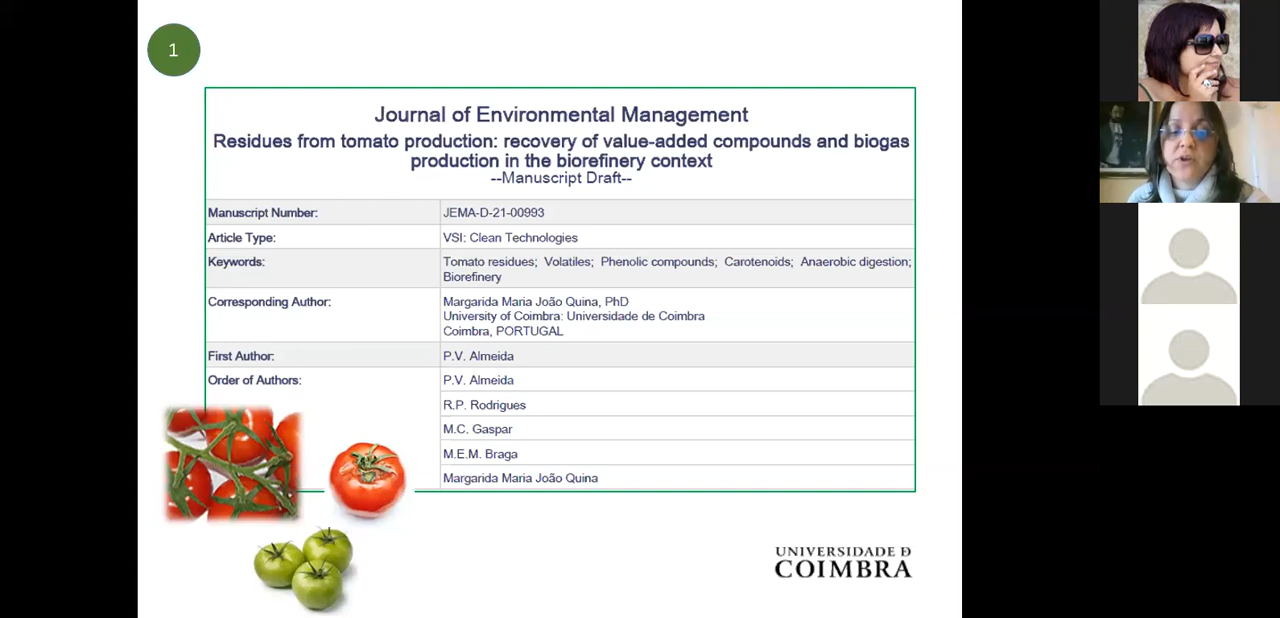 1
Journal of Environmental Management
Residues from tomato production: recovery of value-added compounds and biogas
production in the biorefinery context
--Manuscript Draft--
Manuscript Number: JEMA-D-21-00993
Article Type: VSI: Clean Technologies
Keywords: Tomato residues; Volatiles; Phenolic compounds; Carotenoids; Anaerobic digestion;
Biorefinery
Corresponding Author: Margarida Maria João Quina, PhD
University of Coimbra: Universidade de Coimbra
Coimbra, PORTUGAL
First Author: P.V. Almeida
Order of Authors: P.V. Almeida
R.P. Rodrigues
M.C. Gaspar
M.E.M. Braga
Margarida Maria João Quina
UNIVERSIDADE Ð
COIMBRA